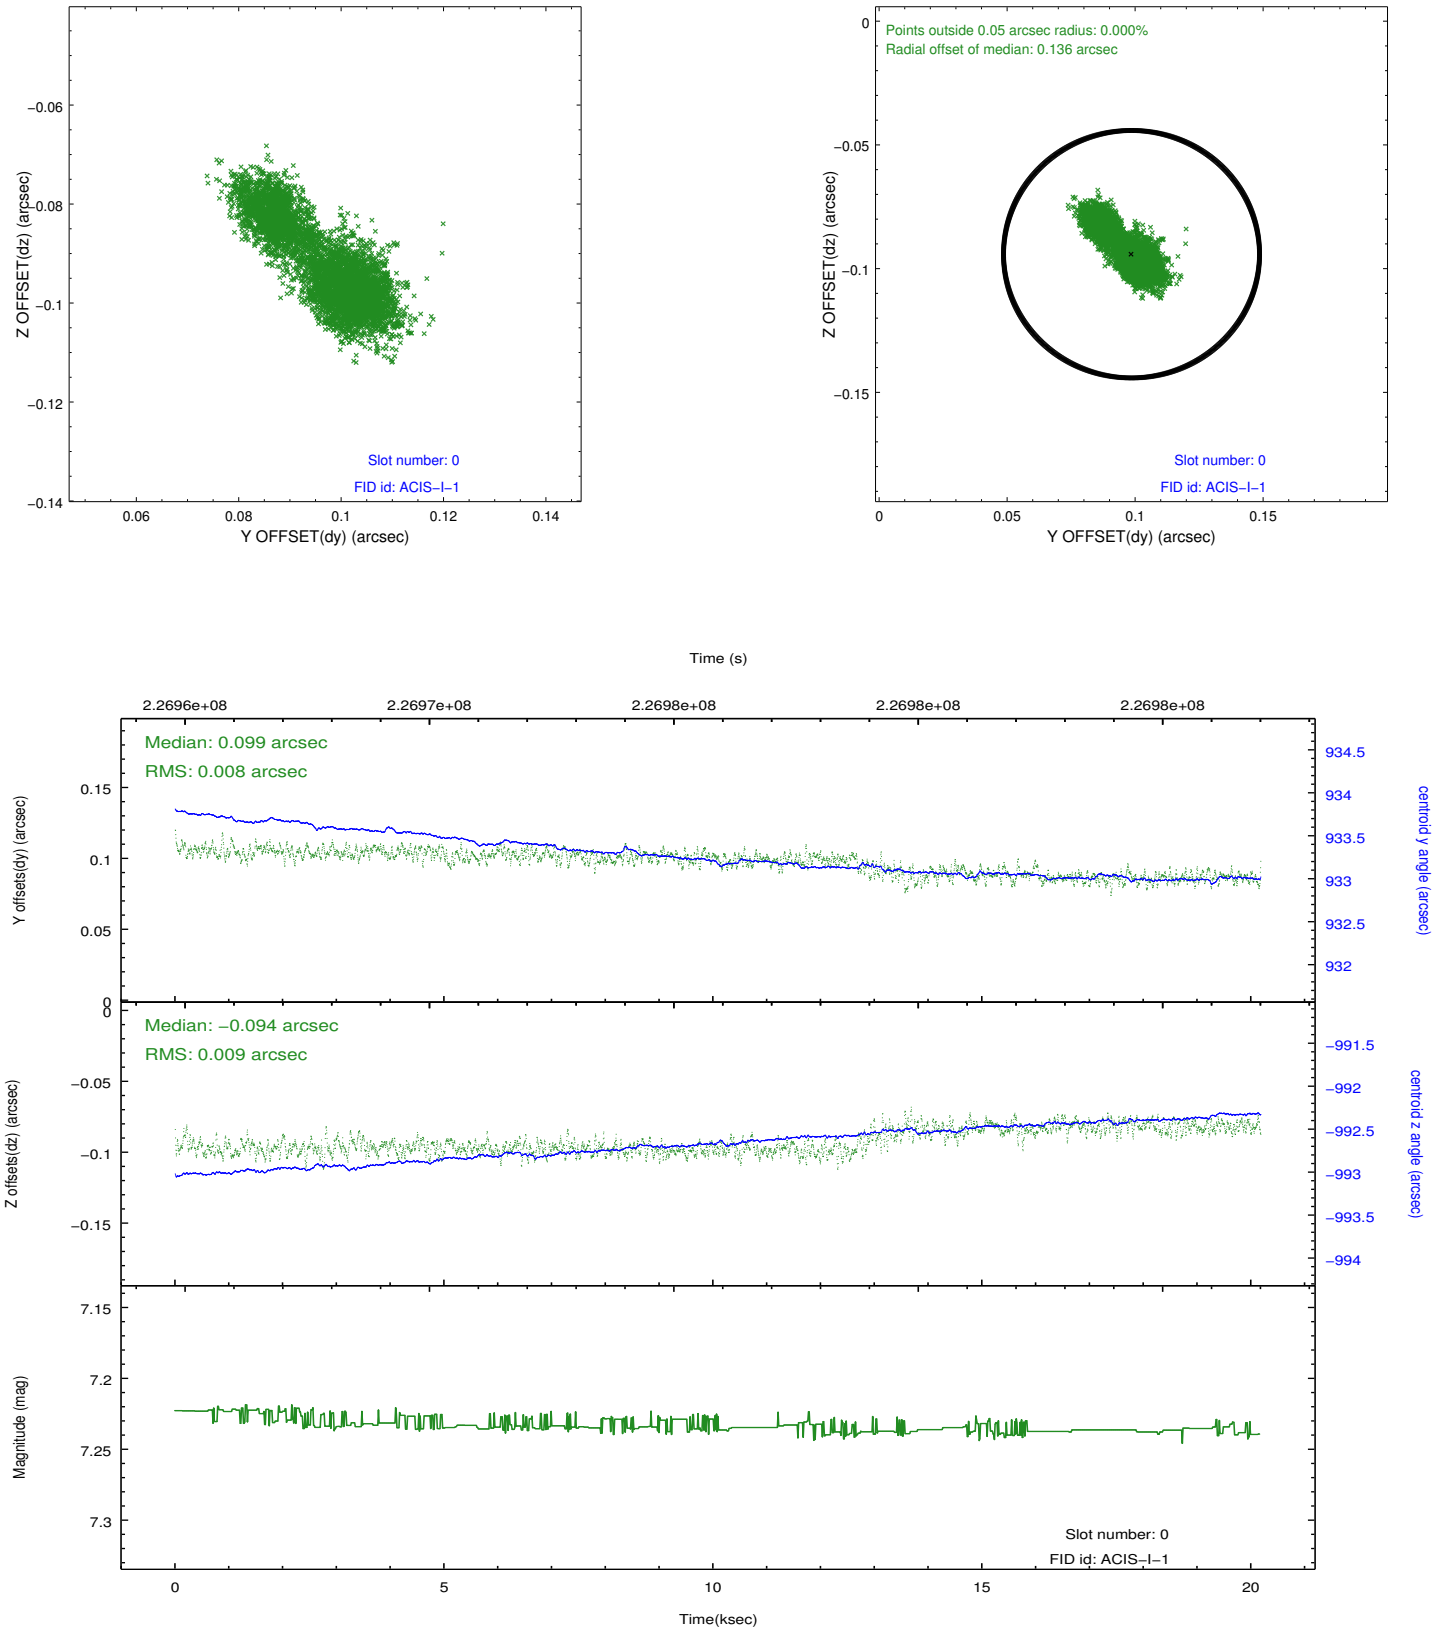 −0.06
−0.08
−0.1
−0.12
−0.14
Z OFFSET(dz) (arcsec)
Slot number: 0
FID id: ACIS−I−1
0.06 0.08 0.1 0.12 0.14
Y OFFSET(dy) (arcsec)
Points outside 0.05 arcsec radius: 0.000%
Radial offset of median: 0.136 arcsec
0
−0.05
−0.1
−0.15
Z OFFSET(dz) (arcsec)
Slot number: 0
FID id: ACIS−I−1
0 0.05 0.1 0.15
Y OFFSET(dy) (arcsec)
Time (s)
2.2696e+08 2.2697e+08 2.2698e+08 2.2698e+08 2.2698e+08
Median: 0.099 arcsec
RMS: 0.008 arcsec
0.15
0.1
0.05
0
Y offsets(dy) (arcsec)
934.5
934
933.5
933
932.5
932
centroid y angle (arcsec)
Median: −0.094 arcsec
RMS: 0.009 arcsec
0
−0.05
−0.1
−0.15
Z offsets(dz) (arcsec)
−991.5
−992
−992.5
−993
−993.5
−994
centroid z angle (arcsec)
7.15
7.2
7.25
7.3
Magnitude (mag)
Slot number: 0
FID id: ACIS−I−1
0 5 10 15 20
Time(ksec)